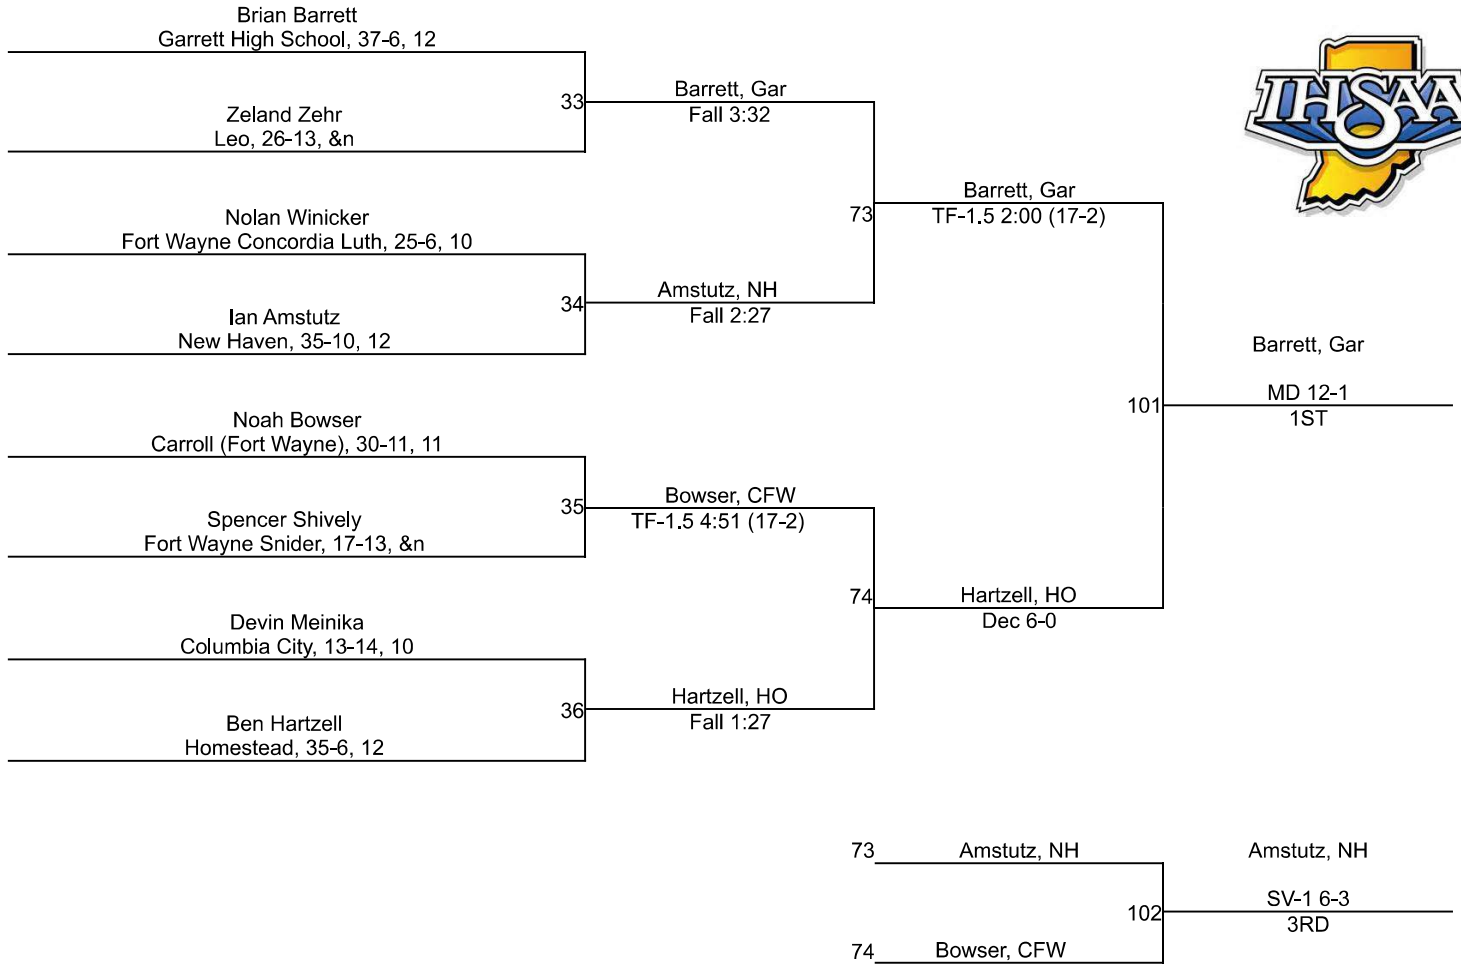 Brian Barrett
Garrett High School, 37-6, 12
33
Zeland Zehr
Leo, 26-13, &n
Barrett, Gar
Fall 3:32
Nolan Winicker
Fort Wayne Concordia Luth, 25-6, 10
34
Ian Amstutz
New Haven, 35-10, 12
Amstutz, NH
Fall 2:27
73
Barrett, Gar
TF-1.5 2:00 (17-2)
Noah Bowser
Carroll (Fort Wayne), 30-11, 11
35
Spencer Shively
Fort Wayne Snider, 17-13, &n
Bowser, CFW
TF-1.5 4:51 (17-2)
Devin Meinika
Columbia City, 13-14, 10
36
Ben Hartzell
Homestead, 35-6, 12
Hartzell, HO
Fall 1:27
74
Hartzell, HO
Dec 6-0
101
Barrett, Gar
MD 12-1
1ST
IHSAA
73
Amstutz, NH
102
74
Bowser, CFW
Amstutz, NH
SV-1 6-3
3RD